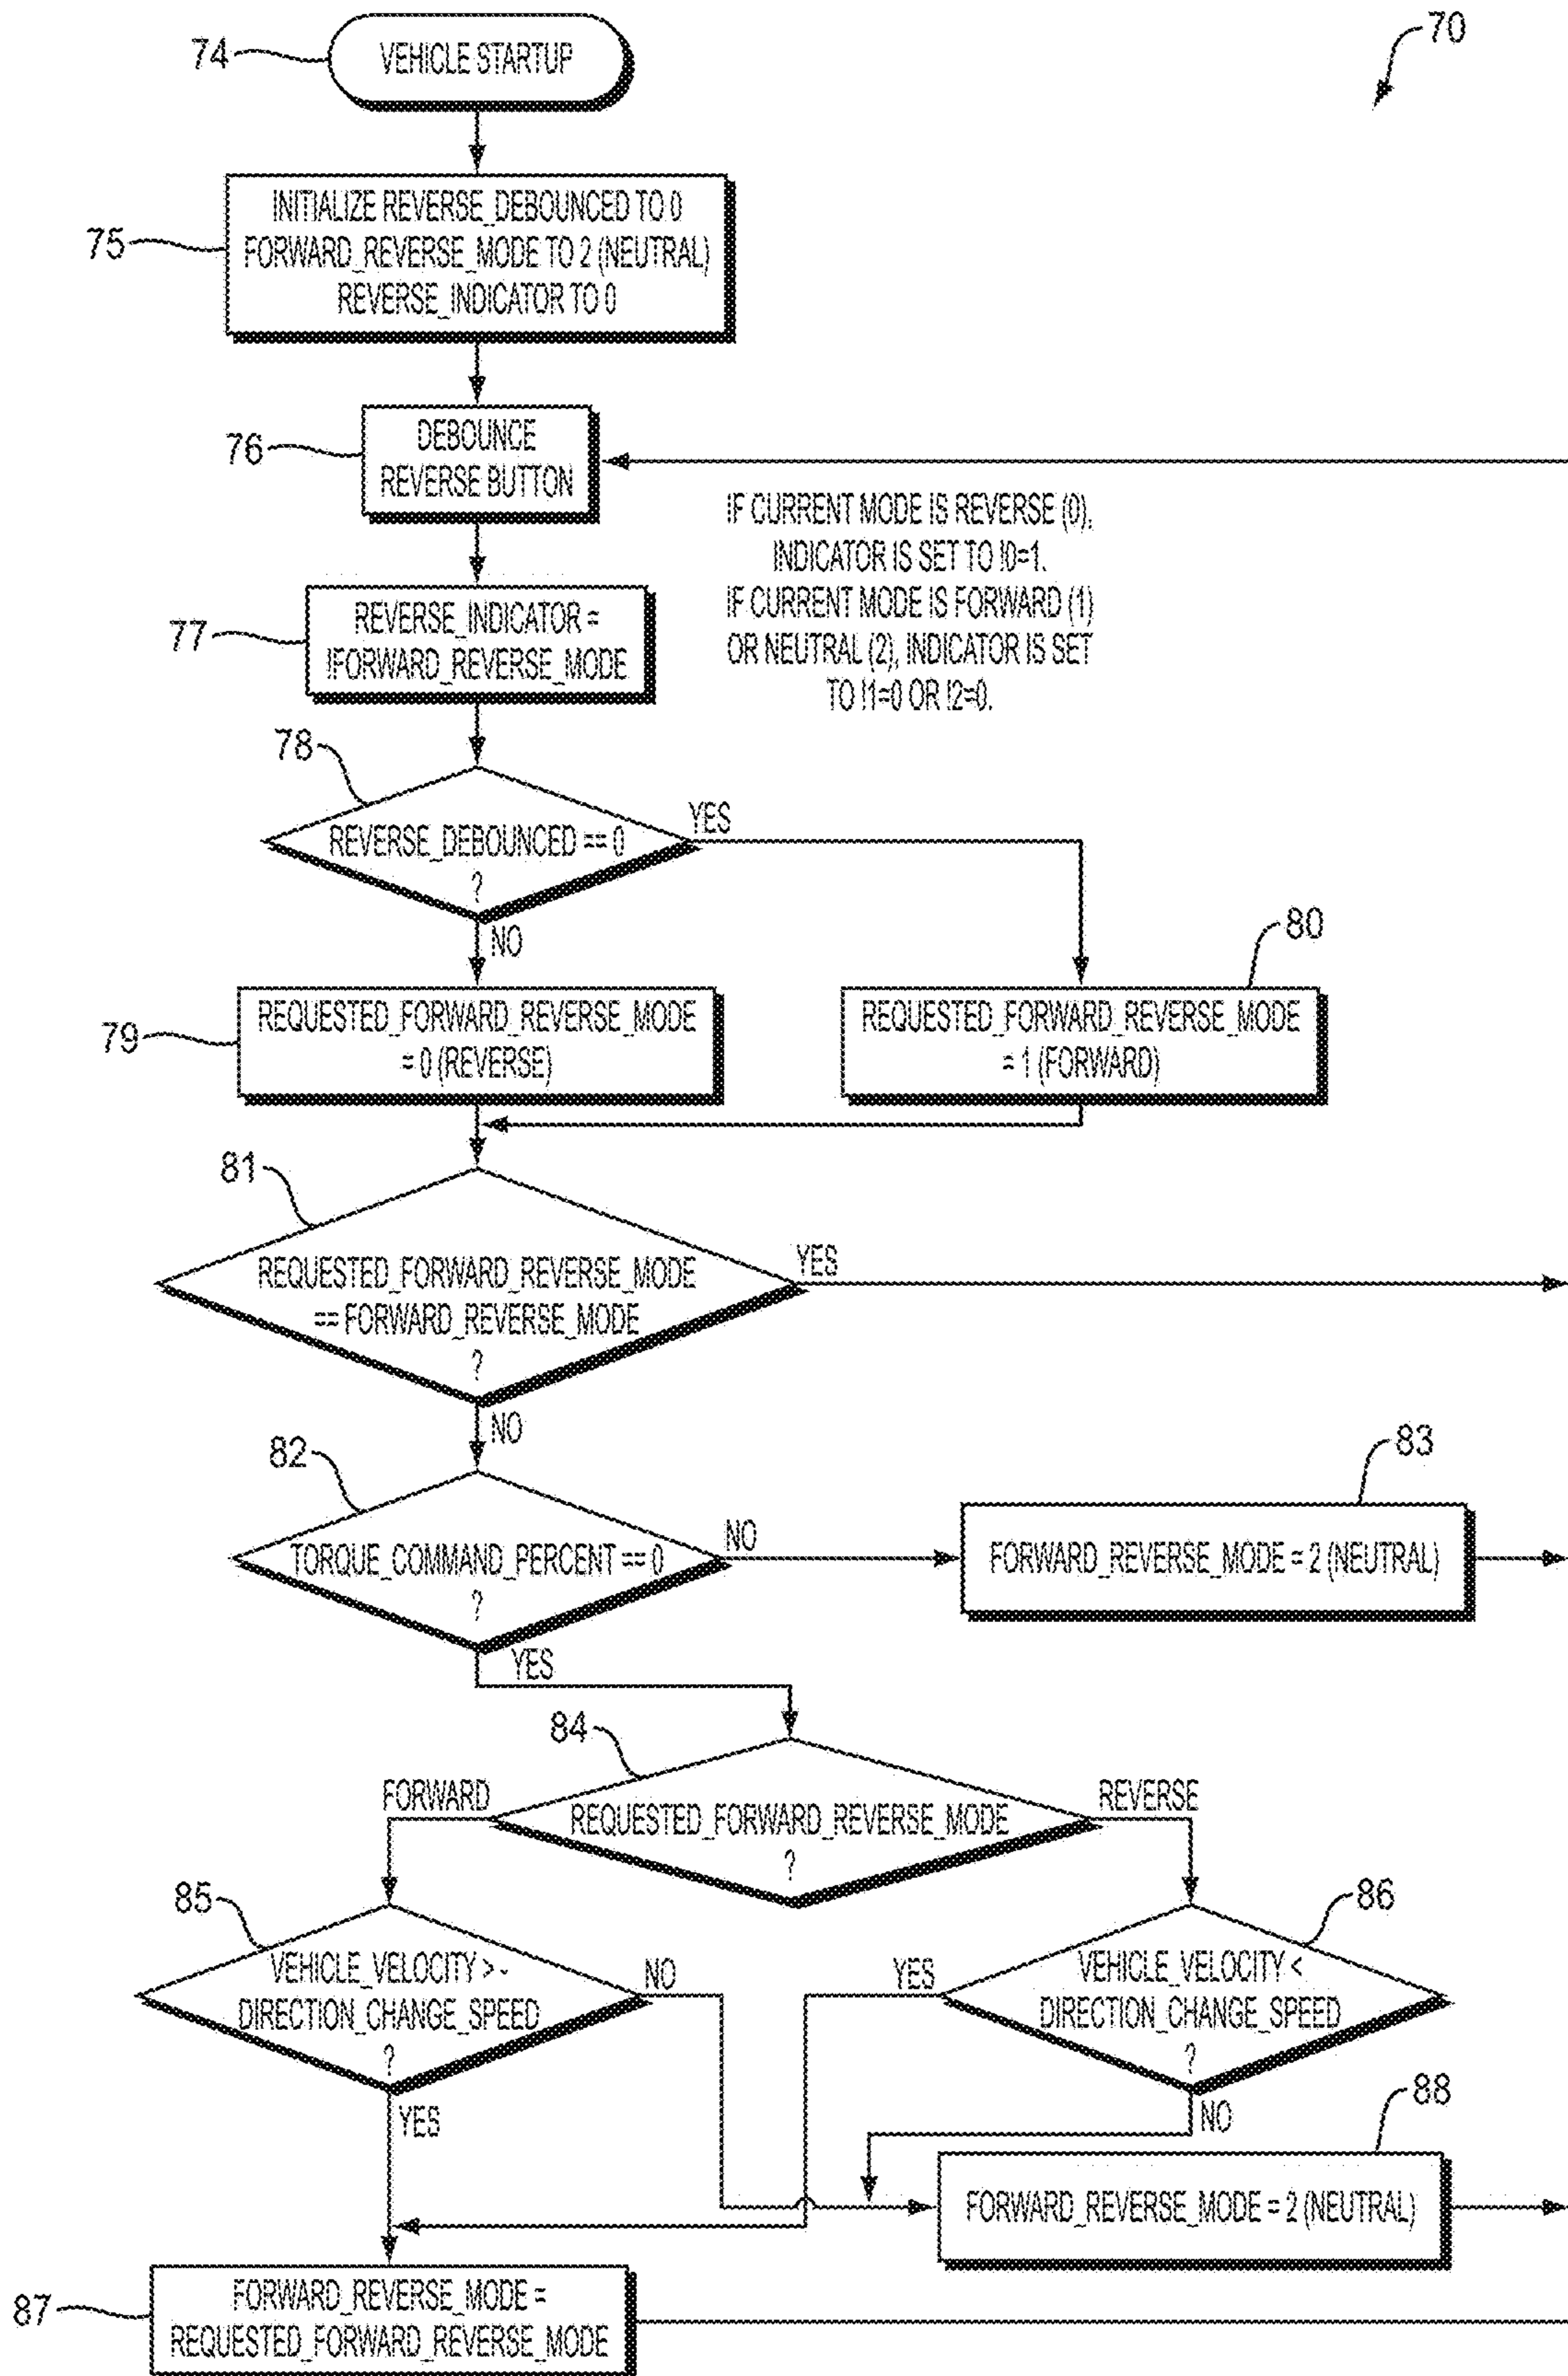 70
74
VEHICLE STARTUP
75
INITIALIZE REVERSE_DEBOUNCED TO 0
FORWARD_REVERSE_MODE TO 2 (NEUTRAL)
REVERSE_INDICATOR TO 0
76
DEBOUNCE
REVERSE BUTTON
IF CURRENT MODE IS REVERSE (0),
INDICATOR IS SET TO !0=1.
IF CURRENT MODE IS FORWARD (1)
OR NEUTRAL (2), INDICATOR IS SET
TO !1=0 OR !2=0.
77
REVERSE_INDICATOR =
!FORWARD_REVERSE_MODE
78
REVERSE_DEBOUNCED == 0
?
YES
NO
79
REQUESTED_FORWARD_REVERSE_MODE
= 0 (REVERSE)
80
REQUESTED_FORWARD_REVERSE_MODE
= 1 (FORWARD)
81
REQUESTED_FORWARD_REVERSE_MODE
== FORWARD_REVERSE_MODE
?
YES
NO
82
TORQUE_COMMAND_PERCENT == 0
?
NO
YES
83
FORWARD_REVERSE_MODE = 2 (NEUTRAL)
84
REQUESTED_FORWARD_REVERSE_MODE
?
FORWARD
REVERSE
85
VEHICLE_VELOCITY > -
DIRECTION_CHANGE_SPEED
?
NO
YES
86
VEHICLE_VELOCITY <
DIRECTION_CHANGE_SPEED
?
YES
NO
88
FORWARD_REVERSE_MODE = 2 (NEUTRAL)
87
FORWARD_REVERSE_MODE =
REQUESTED_FORWARD_REVERSE_MODE